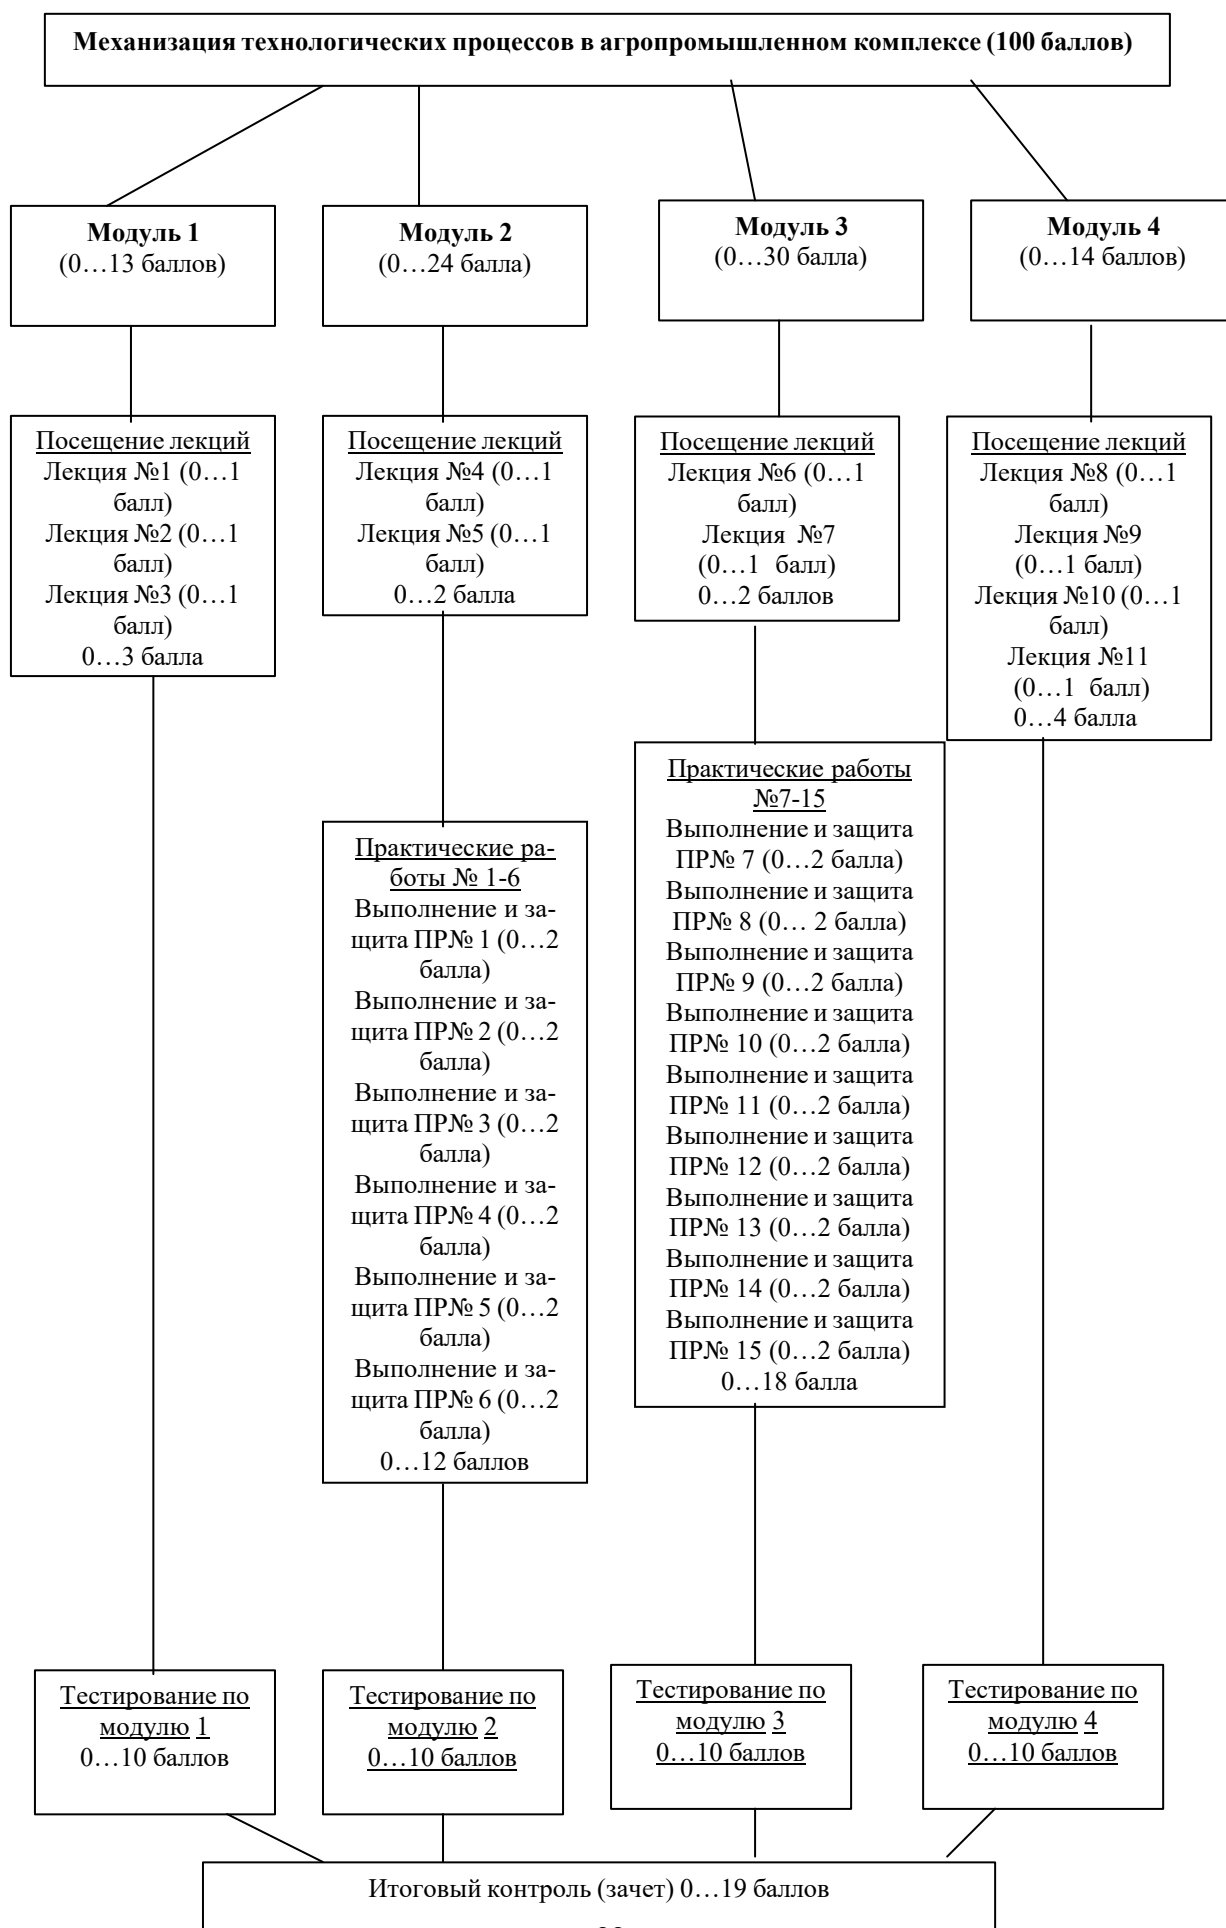 Механизация технологических процессов в агропромышленном комплексе (100 баллов)
Модуль 1
(0…13 баллов)
Модуль 2
(0…24 балла)
Модуль 3
(0…30 балла)
Модуль 4
(0…14 баллов)
Посещение лекций
Лекция №1 (0…1
балл)
Лекция №2 (0…1
балл)
Лекция №3 (0…1
балл)
0…3 балла
Посещение лекций
Лекция №4 (0…1
балл)
Лекция №5 (0…1
балл)
0…2 балла
Посещение лекций
Лекция №6 (0…1
балл)
Лекция №7
(0…1 балл)
0…2 баллов
Посещение лекций
Лекция №8 (0…1
балл)
Лекция №9
(0…1 балл)
Лекция №10 (0…1
балл)
Лекция №11
(0…1 балл)
0…4 балла
Практические ра-
боты № 1-6
Выполнение и за-
щита ПР№ 1 (0…2
балла)
Выполнение и за-
щита ПР№ 2 (0…2
балла)
Выполнение и за-
щита ПР№ 3 (0…2
балла)
Выполнение и за-
щита ПР№ 4 (0…2
балла)
Выполнение и за-
щита ПР№ 5 (0…2
балла)
Выполнение и за-
щита ПР№ 6 (0…2
балла)
0…12 баллов
Практические работы
№7-15
Выполнение и защита
ПР№ 7 (0…2 балла)
Выполнение и защита
ПР№ 8 (0… 2 балла)
Выполнение и защита
ПР№ 9 (0…2 балла)
Выполнение и защита
ПР№ 10 (0…2 балла)
Выполнение и защита
ПР№ 11 (0…2 балла)
Выполнение и защита
ПР№ 12 (0…2 балла)
Выполнение и защита
ПР№ 13 (0…2 балла)
Выполнение и защита
ПР№ 14 (0…2 балла)
Выполнение и защита
ПР№ 15 (0…2 балла)
0…18 балла
Тестирование по
модулю 1
0…10 баллов
Тестирование по
модулю 2
0…10 баллов
Тестирование по
модулю 3
0…10 баллов
Тестирование по
модулю 4
0…10 баллов
Итоговый контроль (зачет) 0…19 баллов